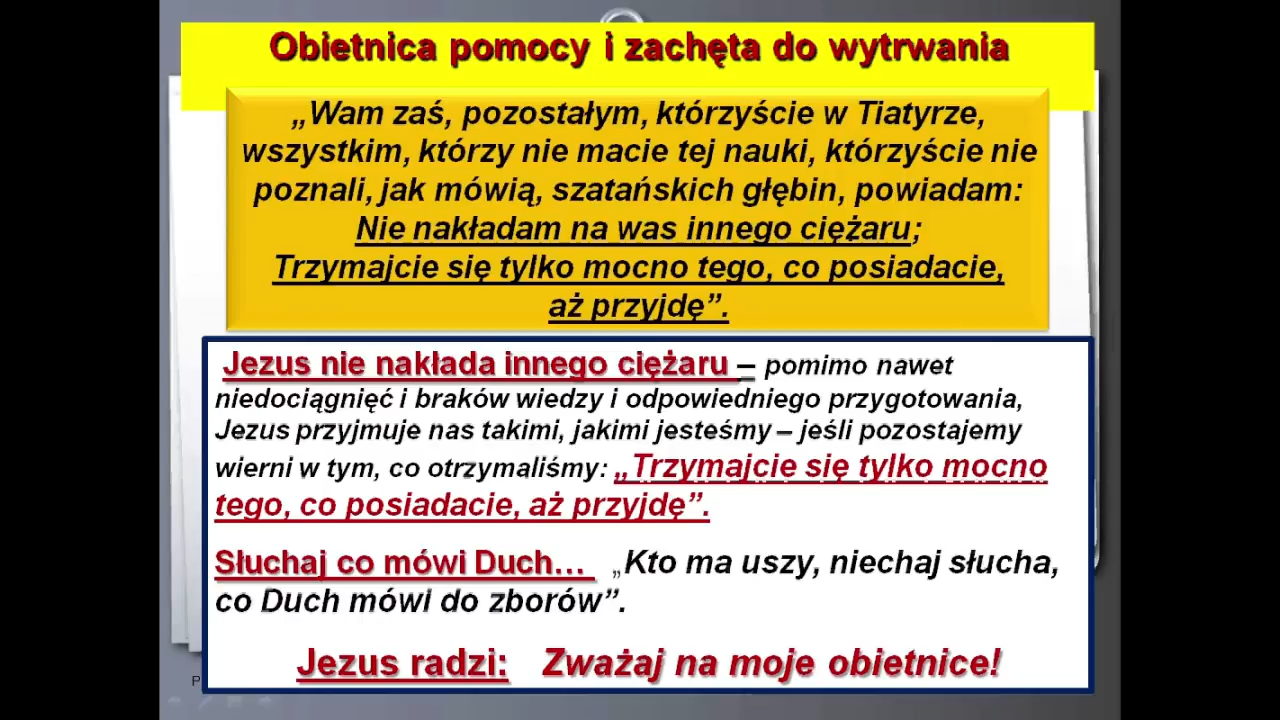 Obietnica pomocy i zachęta do wytrwania
„Wam zaś, pozostałym, którzyście w Tiatyrze,
wszystkim, którzy nie macie tej nauki, którzyście nie
poznali, jak mówią, szatańskich głębin, powiadam:
Nie nakładam na was innego ciężaru;
Trzymajcie się tylko mocno tego, co posiadacie,
aż przyjdę”.
Jezus nie nakłada innego ciężaru – pomimo nawet
niedociągnięć i braków wiedzy i odpowiedniego przygotowania,
Jezus przyjmuje nas takimi, jakimi jesteśmy – jeśli pozostajemy
wierni w tym, co otrzymaliśmy: „Trzymajcie się tylko mocno
tego, co posiadacie, aż przyjdę”.
Słuchaj co mówi Duch… „Kto ma uszy, niechaj słucha,
co Duch mówi do zborów”.
Jezus radzi: Zważaj na moje obietnice!